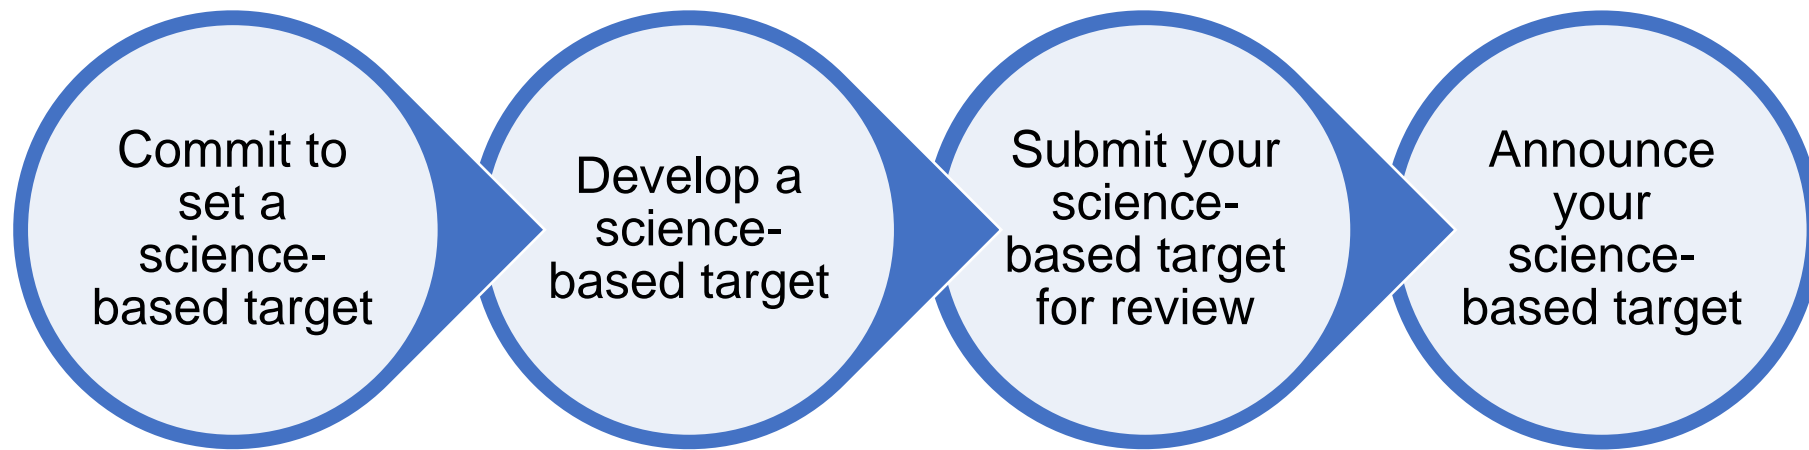 Commit to
set a
science-
based target
Develop a
science-
based target
Submit your
science-
based target
for review
Announce
your
science-
based target